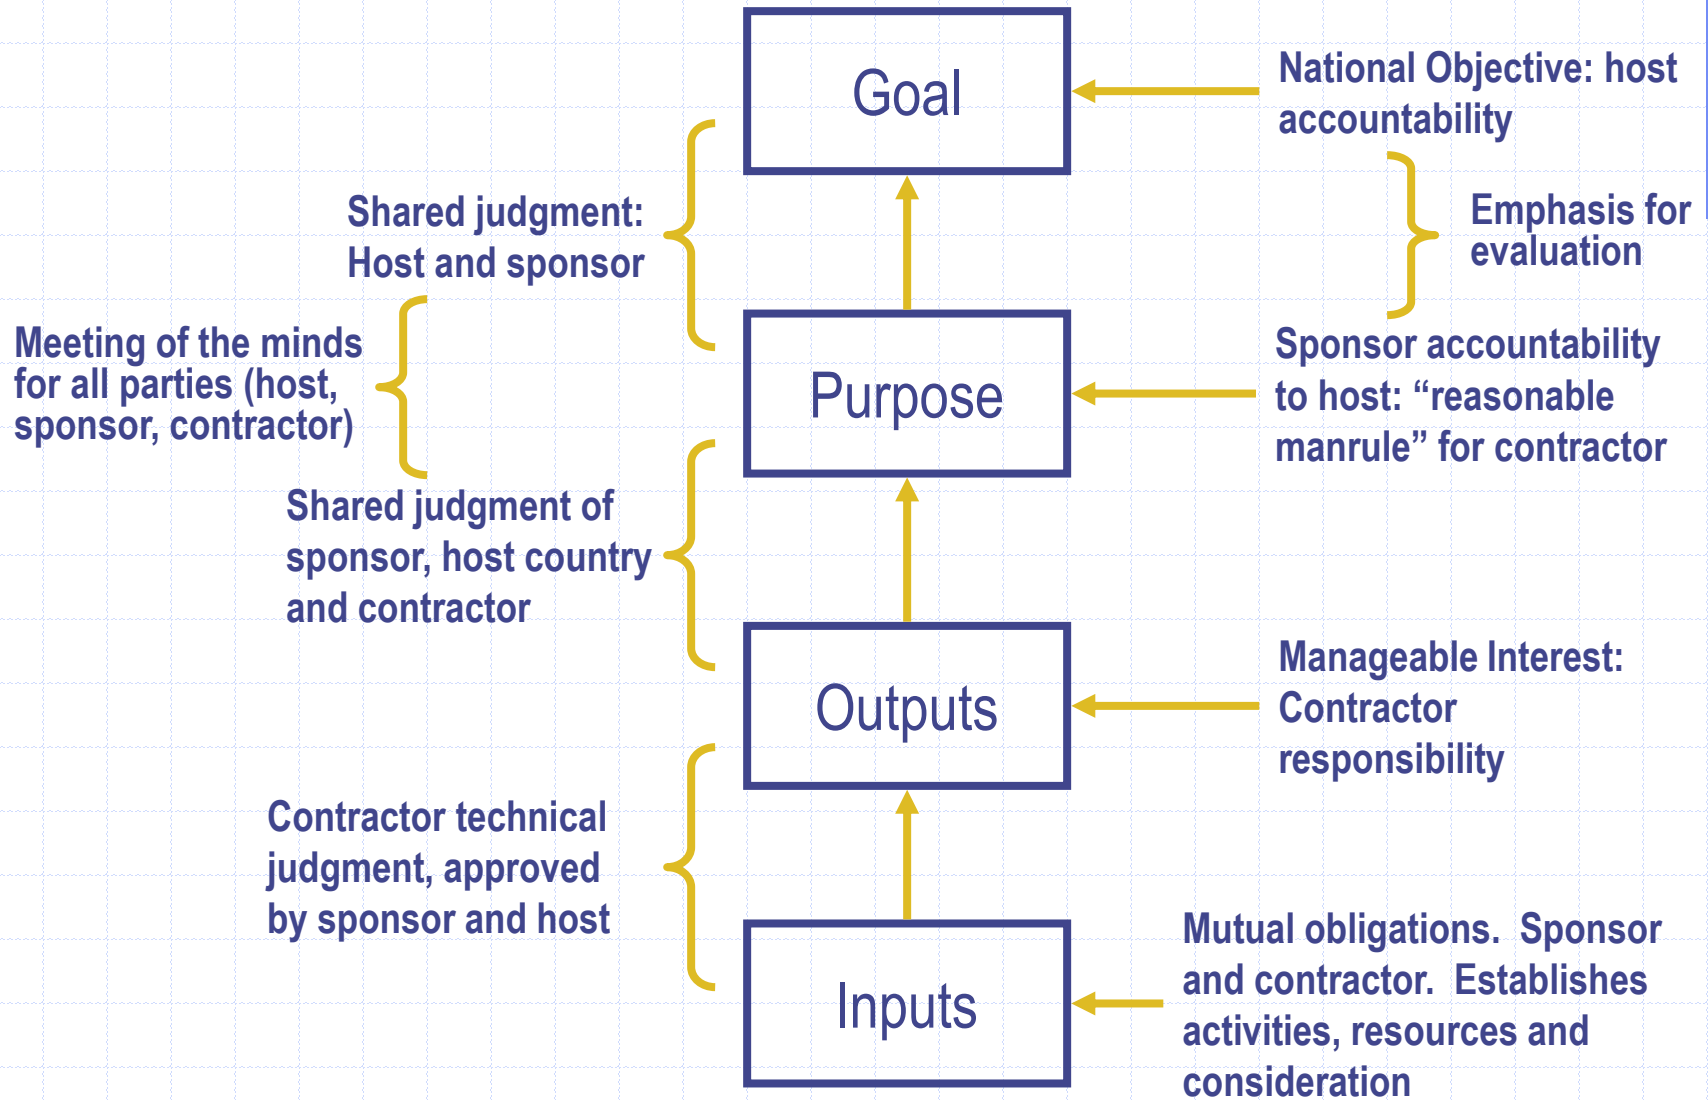 Goal
National Objective: host
accountability
Shared judgment:
Host and sponsor
Emphasis for
evaluation
Meeting of the minds
for all parties (host,
sponsor, contractor)
Purpose
Sponsor accountability
to host: “reasonable
manrule” for contractor
Shared judgment of
sponsor, host country
and contractor
Outputs
Manageable Interest:
Contractor
responsibility
Contractor technical
judgment, approved
by sponsor and host
Inputs
Mutual obligations.  Sponsor
and contractor.  Establishes
activities, resources and
consideration